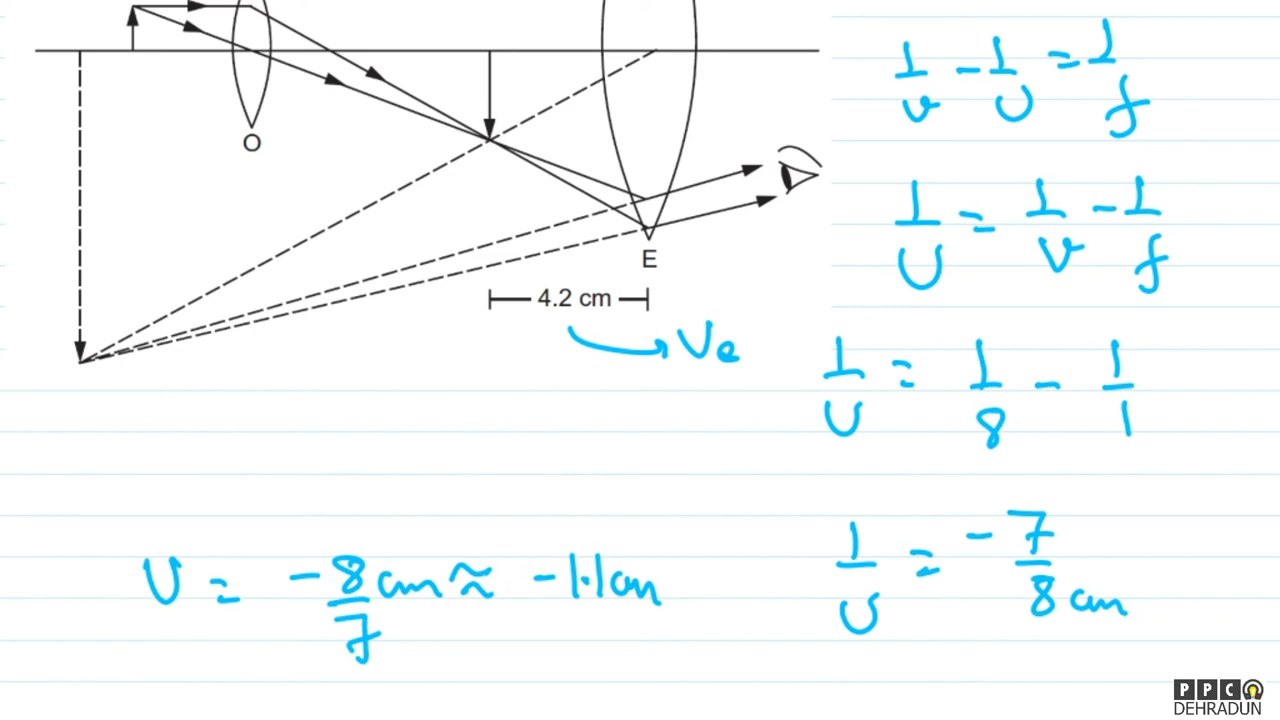 O
E
4.2 cm
Ve
1/v - 1/U = 1/f
1/U = 1/v - 1/f
1/U = 1/8 - 1/1
1/U = -7/8 cm
U = -8/7 cm ≈ -1.1cm
PPC
DEHRADUN